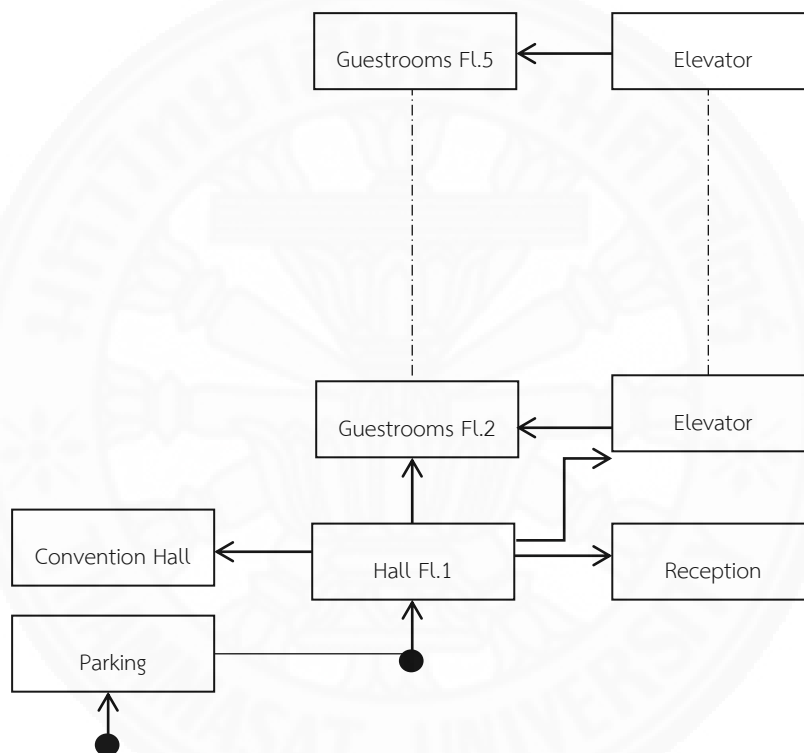 Guestrooms Fl.5
Elevator
Guestrooms Fl.2
Elevator
Convention Hall
Hall Fl.1
Reception
Parking